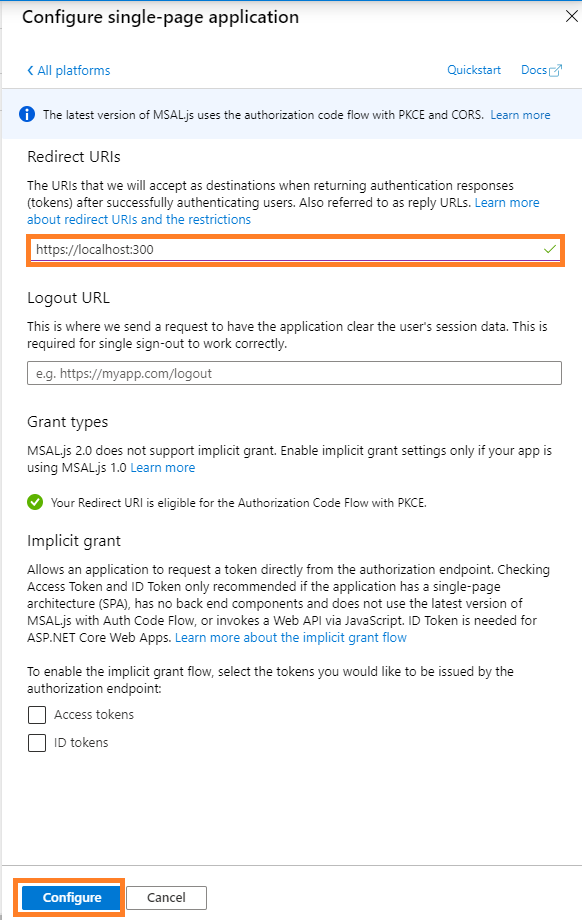 Configure single-page application
All platforms
Quickstart
Docs
The latest version of MSAL.js uses the authorization code flow with PKCE and CORS. Learn more
Redirect URIs
The URIs that we will accept as destinations when returning authentication responses
(tokens) after successfully authenticating users. Also referred to as reply URLs. Learn more
about redirect URIs and the restrictions
https://localhost:300
Logout URL
This is where we send a request to have the application clear the user's session data. This is
required for single sign-out to work correctly.
e.g. https://myapp.com/logout
Grant types
MSAL.js 2.0 does not support implicit grant. Enable implicit grant settings only if your app is
using MSAL.js 1.0 Learn more
Your Redirect URI is eligible for the Authorization Code Flow with PKCE.
Implicit grant
Allows an application to request a token directly from the authorization endpoint. Checking
Access Token and ID Token only recommended if the application has a single-page
architecture (SPA), has no back end components and does not use the latest version of
MSAL.js with Auth Code Flow, or invokes a Web API via JavaScript. ID Token is needed for
ASP.NET Core Web Apps. Learn more about the implicit grant flow
To enable the implicit grant flow, select the tokens you would like to be issued by the
authorization endpoint:
Access tokens
ID tokens
Configure
Cancel